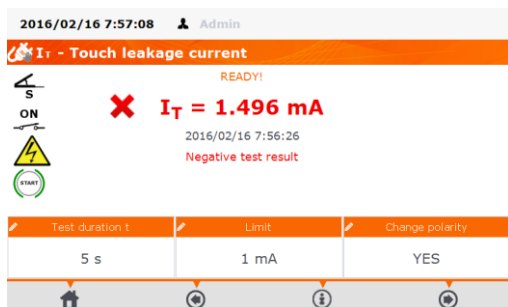 2016/02/16 7:57:08 Admin
IT - Touch leakage current
READY!
S
ON
IT = 1.496 mA
2016/02/16 7:56:26
Negative test result
START
Test duration t Limit Change polarity
5 s 1 mA YES